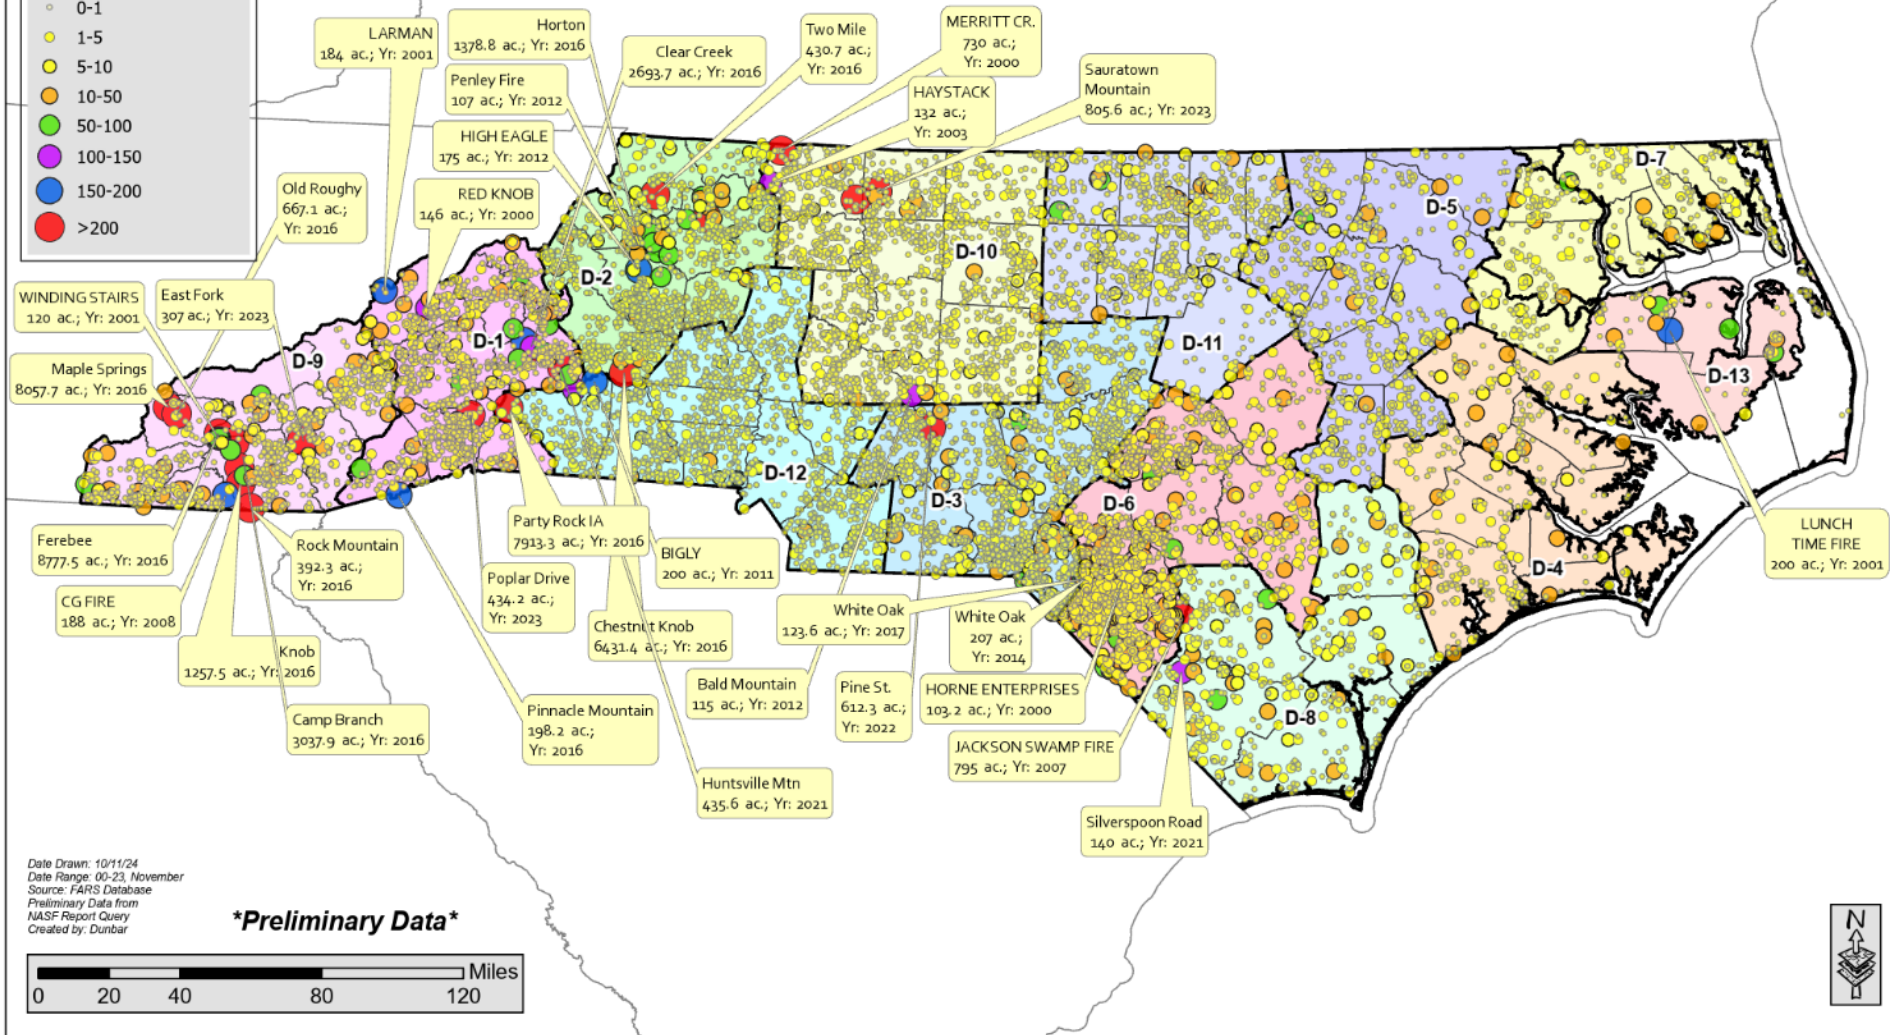 0-1
1-5
5-10
10-50
50-100
100-150
150-200
>200
LARMAN
184 ac.; Yr: 2001
Horton
1378.8 ac.; Yr: 2016
Penley Fire
107 ac.; Yr: 2012
HIGH EAGLE
175 ac.; Yr: 2012
RED KNOB
146 ac.; Yr: 2000
Clear Creek
2693.7 ac.; Yr: 2016
Two Mile
430.7 ac.;
Yr: 2016
MERRITT CR.
730 ac.;
Yr: 2000
HAYSTACK
132 ac.;
Yr: 2003
Sauratown
Mountain
805.6 ac.; Yr: 2023
Old Roughy
667.1 ac.;
Yr: 2016
WINDING STAIRS
120 ac.; Yr: 2001
East Fork
307 ac.; Yr: 2023
Maple Springs
8057.7 ac.; Yr: 2016
D-9
D-1
D-2
D-10
D-11
D-5
D-7
D-13
D-12
D-3
D-6
D-4
D-8
Ferebee
8777.5 ac.; Yr: 2016
CG FIRE
188 ac.; Yr: 2008
Knob
1257.5 ac.; Yr: 2016
Rock Mountain
392.3 ac.;
Yr: 2016
Camp Branch
3037.9 ac.; Yr: 2016
Party Rock IA
7913.3 ac.; Yr: 2016
Poplar Drive
434.2 ac.;
Yr: 2023
Pinnacle Mountain
198.2 ac.;
Yr: 2016
BIGLY
200 ac.; Yr: 2011
Chestnut Knob
6431.4 ac.; Yr: 2016
Huntsville Mtn
435.6 ac.; Yr: 2021
Bald Mountain
115 ac.; Yr: 2012
White Oak
123.6 ac.; Yr: 2017
Pine St.
612.3 ac.;
Yr: 2022
White Oak
207 ac.;
Yr: 2014
HORNE ENTERPRISES
103.2 ac.; Yr: 2000
JACKSON SWAMP FIRE
795 ac.; Yr: 2007
Silverspoon Road
140 ac.; Yr: 2021
LUNCH
TIME FIRE
200 ac.; Yr: 2001
Date Drawn: 10/11/24
Date Range: 00-23, November
Source: FARS Database
Preliminary Data from
NASF Report Query
Created by: Dunbar
*Preliminary Data*
Miles
0 20 40 80 120
N